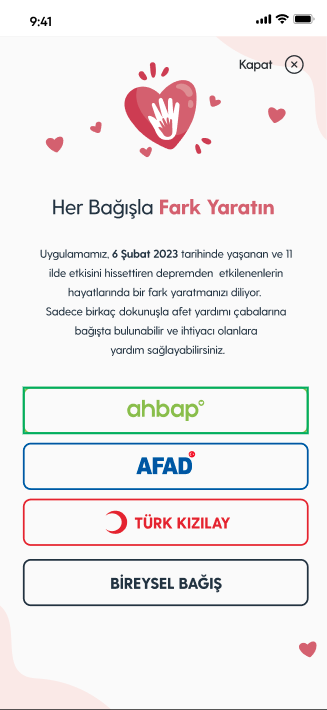 9:41
Kapat
Her Bağışla Fark Yaratın
Uygulamamız, 6 Şubat 2023 tarihinde yaşanan ve 11
ilde etkisini hissettiren depremden etkilenenlerin
hayatlarında bir fark yaratmanızı diliyor.
Sadece birkaç dokunuşla afet yardımı çabalarına
bağışta bulunabilir ve ihtiyacı olanlara
yardım sağlayabilirsiniz.
ahbap
AFAD
TÜRK KIZILAY
BİREYSEL BAĞIŞ